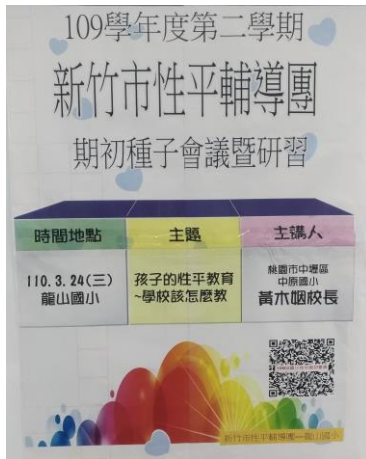 109學年度第二學期
新竹市性平輔導團
期初種子會議暨研習
時間地點
主題
主講人
110.3.24(三)
龍山國小
孩子的性平教育
~學校該怎麼教
桃園市中壢區
中原國小
黃木姻校長
新竹市性平輔導團—龍山國小